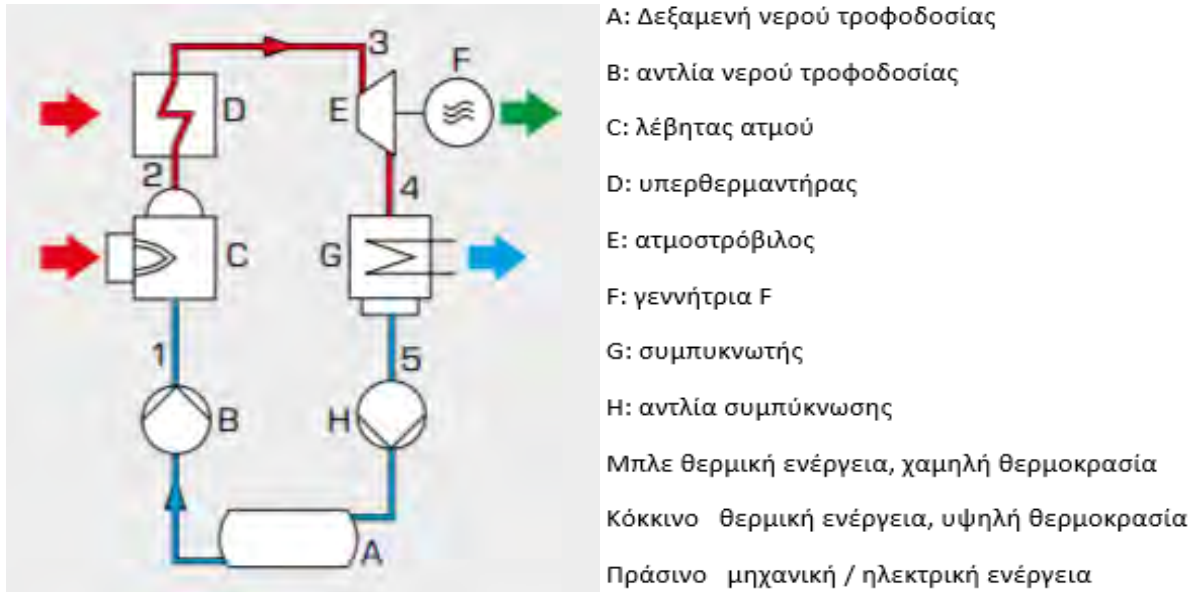 3
F
D
E
2
4
C
G
1
5
B
H
A
A: Δεξαμενή νερού τροφοδοσίας
B: αντλία νερού τροφοδοσίας
C: λέβητας ατμού
D: υπερθερμαντήρας
E: ατμοστρόβιλος
F: γεννήτρια F
G: συμπυκνωτής
H: αντλία συμπύκνωσης
Μπλε θερμική ενέργεια, χαμηλή θερμοκρασία
Κόκκινο θερμική ενέργεια, υψηλή θερμοκρασία
Πράσινο μηχανική / ηλεκτρική ενέργεια